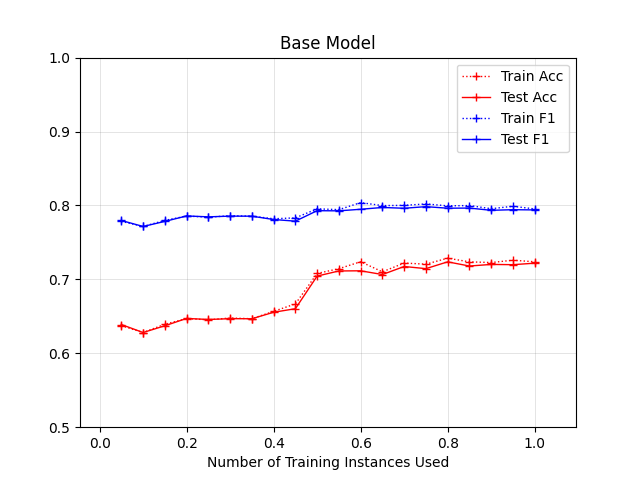 Base Model
1.0
0.9
0.8
0.7
0.6
0.5
Train Acc
Test Acc
Train F1
Test F1
0.0 0.2 0.4 0.6 0.8 1.0
Number of Training Instances Used